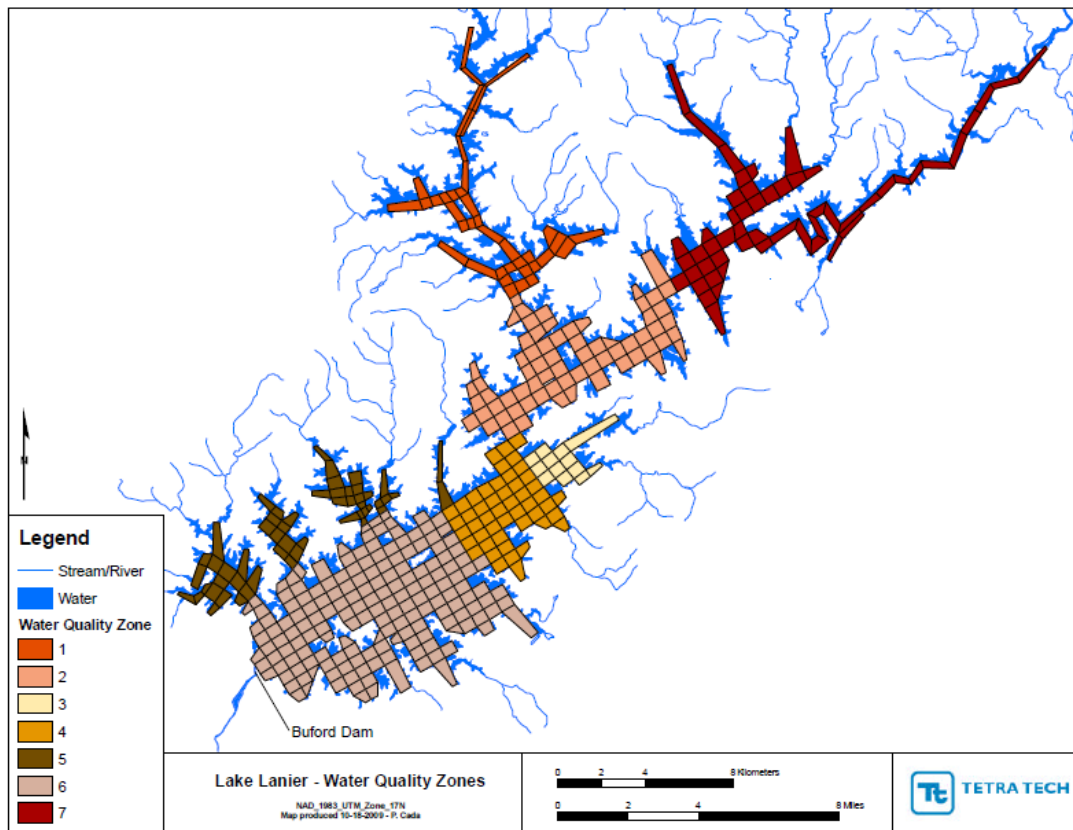 N
Legend
Stream/River
Water
Water Quality Zone
1
2
3
4
5
6
7
Buford Dam
Lake Lanier - Water Quality Zones
NAD_1983_UTM_Zone_17N
Map produced 10-16-2009 - P. Cada
0 2 4 8 Kilometers
0 2 4 8 Miles
Tt TETRA TECH